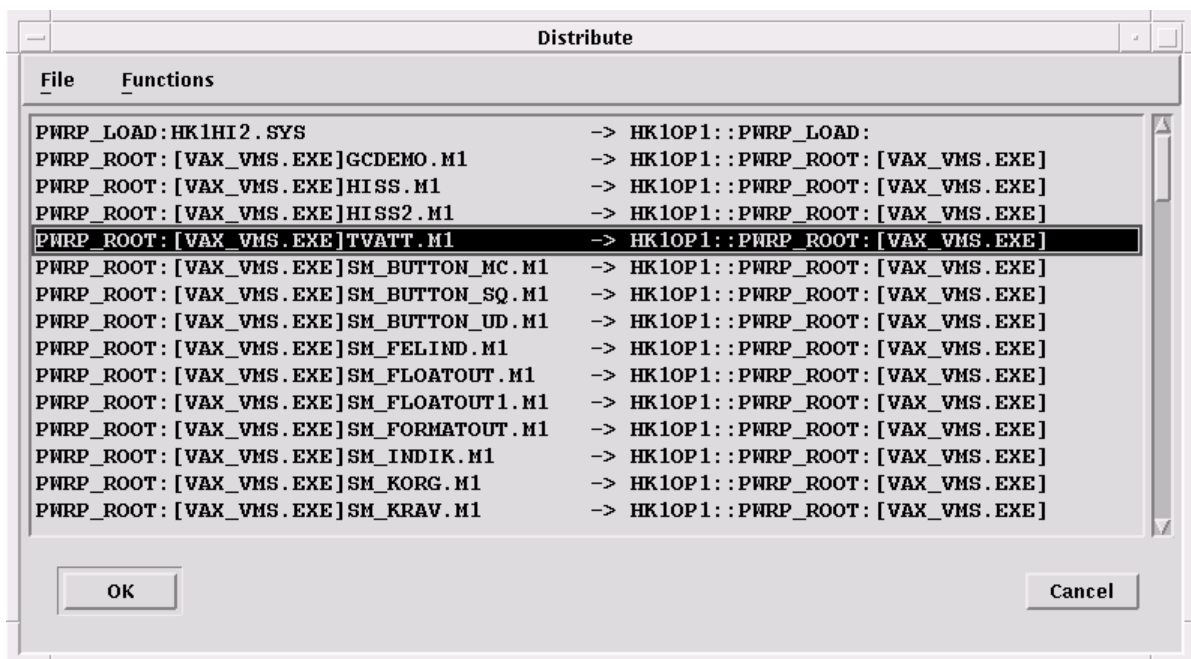 Distribute
File Functions
PWRP_LOAD:HK1HI2.SYS -> HK1OP1::PWRP_LOAD:
PWRP_ROOT:[VAX_VMS.EXE]GCDEMO.M1 -> HK1OP1::PWRP_ROOT:[VAX_VMS.EXE]
PWRP_ROOT:[VAX_VMS.EXE]HISS.M1 -> HK1OP1::PWRP_ROOT:[VAX_VMS.EXE]
PWRP_ROOT:[VAX_VMS.EXE]HISS2.M1 -> HK1OP1::PWRP_ROOT:[VAX_VMS.EXE]
PWRP_ROOT:[VAX_VMS.EXE]TVATT.M1 -> HK1OP1::PWRP_ROOT:[VAX_VMS.EXE]
PWRP_ROOT:[VAX_VMS.EXE]SM_BUTTON_MC.M1 -> HK1OP1::PWRP_ROOT:[VAX_VMS.EXE]
PWRP_ROOT:[VAX_VMS.EXE]SM_BUTTON_SQ.M1 -> HK1OP1::PWRP_ROOT:[VAX_VMS.EXE]
PWRP_ROOT:[VAX_VMS.EXE]SM_BUTTON_UD.M1 -> HK1OP1::PWRP_ROOT:[VAX_VMS.EXE]
PWRP_ROOT:[VAX_VMS.EXE]SM_FELIND.M1 -> HK1OP1::PWRP_ROOT:[VAX_VMS.EXE]
PWRP_ROOT:[VAX_VMS.EXE]SM_FLOATOUT.M1 -> HK1OP1::PWRP_ROOT:[VAX_VMS.EXE]
PWRP_ROOT:[VAX_VMS.EXE]SM_FLOATOUT1.M1 -> HK1OP1::PWRP_ROOT:[VAX_VMS.EXE]
PWRP_ROOT:[VAX_VMS.EXE]SM_FORMATOUT.M1 -> HK1OP1::PWRP_ROOT:[VAX_VMS.EXE]
PWRP_ROOT:[VAX_VMS.EXE]SM_INDIK.M1 -> HK1OP1::PWRP_ROOT:[VAX_VMS.EXE]
PWRP_ROOT:[VAX_VMS.EXE]SM_KORG.M1 -> HK1OP1::PWRP_ROOT:[VAX_VMS.EXE]
PWRP_ROOT:[VAX_VMS.EXE]SM_KRAV.M1 -> HK1OP1::PWRP_ROOT:[VAX_VMS.EXE]
OK Cancel